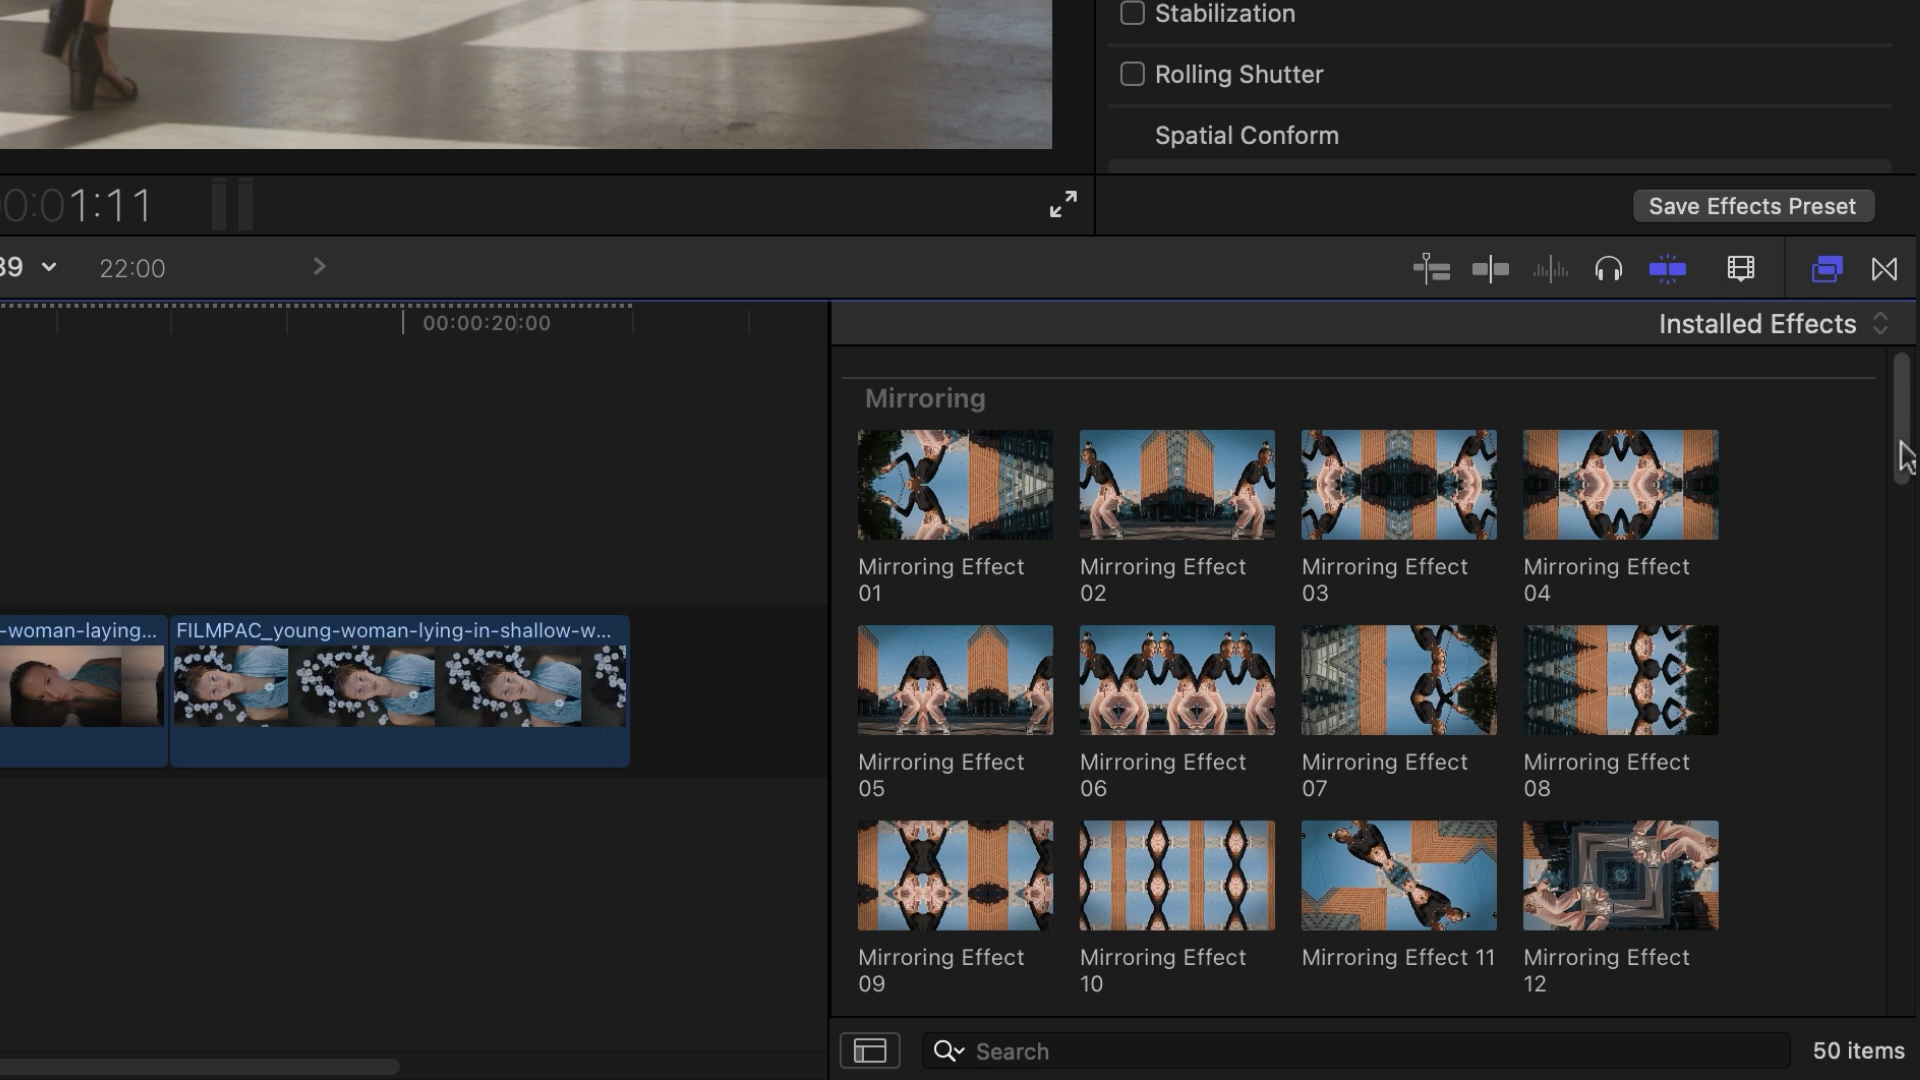 Stabilization
Rolling Shutter
Spatial Conform
0:01:11
Save Effects Preset
39
22:00
00:00:20:00
Installed Effects
Mirroring
Mirroring Effect
01
Mirroring Effect
02
Mirroring Effect
03
Mirroring Effect
04
-woman-laying...
FILMPAC_young-woman-lying-in-shallow-w...
Mirroring Effect
05
Mirroring Effect
06
Mirroring Effect
07
Mirroring Effect
08
Mirroring Effect
09
Mirroring Effect
10
Mirroring Effect 11
Mirroring Effect
12
Search
50 items